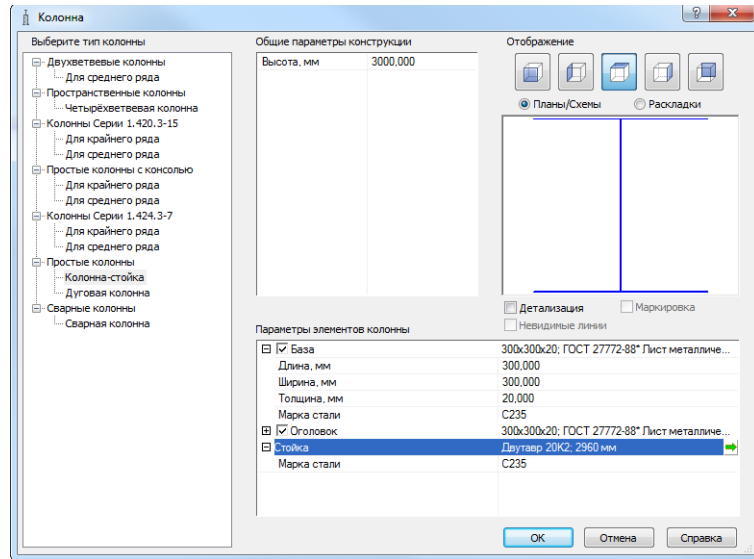 Колонна
Выберите тип колонны
Двухветвевые колонны
Для среднего ряда
Пространственные колонны
Четырёхветвевая колонна
Колонны Серии 1.420.3-15
Для крайнего ряда
Для среднего ряда
Простые колонны с консолью
Для крайнего ряда
Для среднего ряда
Колонны Серии 1.424.3-7
Для крайнего ряда
Для среднего ряда
Простые колонны
Колонна-стойка
Дуговая колонна
Сварные колонны
Сварная колонна
Общие параметры конструкции
Высота, мм 3000,000
Отображение
Планы/Схемы Раскладки
Детализация Маркировка
Невидимые линии
Параметры элементов колонны
База 300x300x20; ГОСТ 27772-88* Лист металличе...
Длина, мм 300,000
Ширина, мм 300,000
Толщина, мм 20,000
Марка стали C235
Оголовок 300x300x20; ГОСТ 27772-88* Лист металличе...
Стойка Двутавр 20К2; 2960 мм
Марка стали C235
OK Отмена Справка